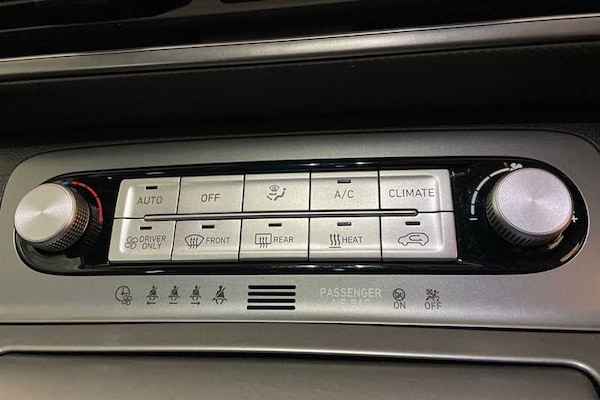 AUTO OFF A/C CLIMATE
DRIVER ONLY FRONT REAR HEAT
- +
PASSENGER
AIR BAG
ON OFF